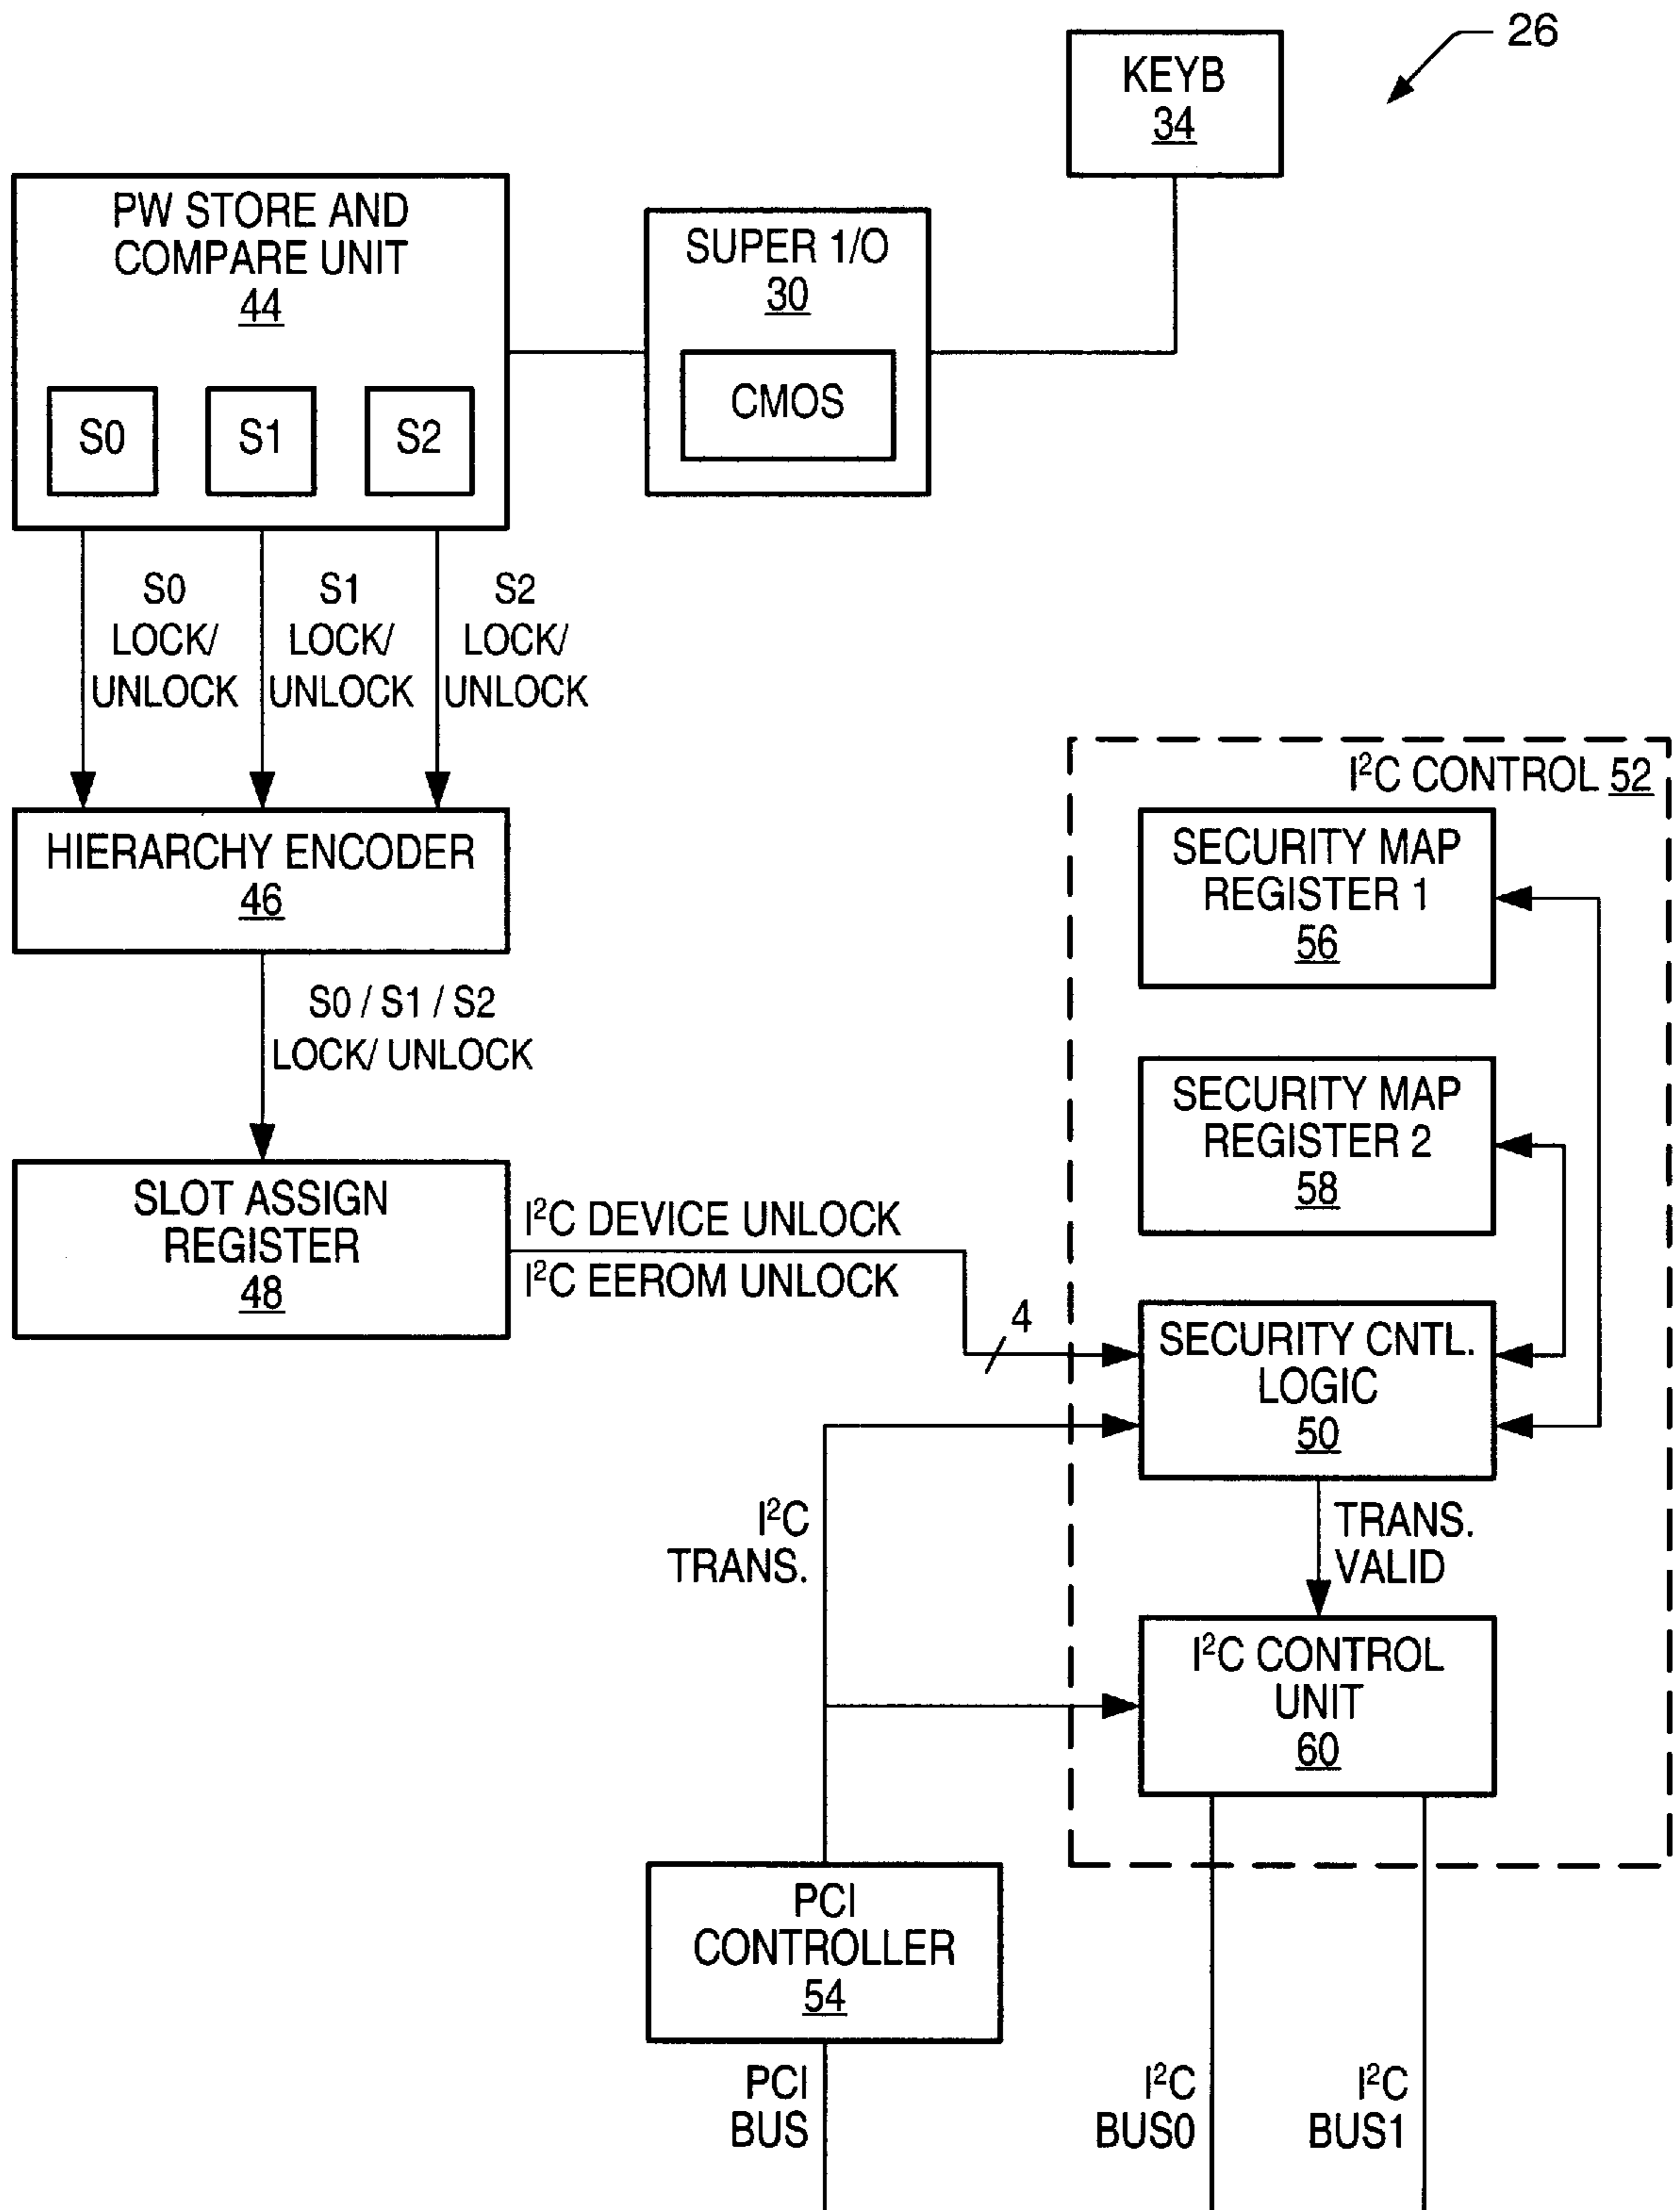 26
KEYB
34
PW STORE AND
COMPARE UNIT
44
S0
S1
S2
SUPER 1/O
30
CMOS
S0
LOCK/
UNLOCK
S1
LOCK/
UNLOCK
S2
LOCK/
UNLOCK
HIERARCHY ENCODER
46
S0 / S1 / S2
LOCK/ UNLOCK
SLOT ASSIGN
REGISTER
48
I²C DEVICE UNLOCK
I²C EEROM UNLOCK
4
I²C CONTROL 52
SECURITY MAP
REGISTER 1
56
SECURITY MAP
REGISTER 2
58
SECURITY CNTL.
LOGIC
50
I²C
TRANS.
TRANS.
VALID
I²C CONTROL
UNIT
60
PCI
CONTROLLER
54
PCI
BUS
I²C
BUS0
I²C
BUS1